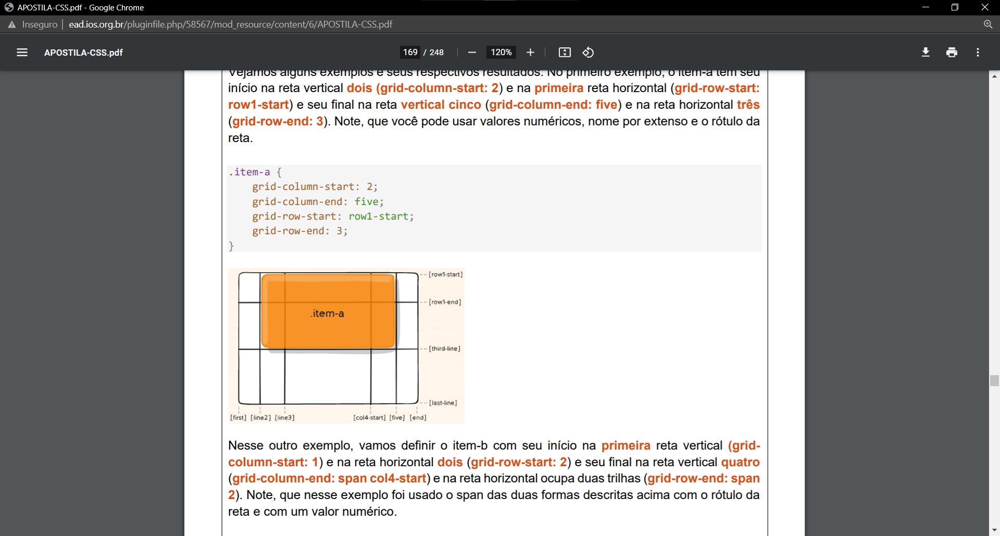 APOSTILA-CSS.pdf - Google Chrome
Inseguro ead.ios.org.br/pluginfile.php/58567/mod_resource/content/6/APOSTILA-CSS.pdf
APOSTILA-CSS.pdf 169 / 248 120%
Vejamos alguns exemplos e seus respectivos resultados. No primeiro exemplo, o item-a tem seu
início na reta vertical dois (grid-column-start: 2) e na primeira reta horizontal (grid-row-start:
row1-start) e seu final na reta vertical cinco (grid-column-end: five) e na reta horizontal três
(grid-row-end: 3). Note, que você pode usar valores numéricos, nome por extenso e o rótulo da
reta.
.item-a {
grid-column-start: 2;
grid-column-end: five;
grid-row-start: row1-start;
grid-row-end: 3;
}
[row1-start]
[row1-end]
.item-a
[third-line]
[last-line]
[first] [line2] [line3] [col4-start] [five] [end]
Nesse outro exemplo, vamos definir o item-b com seu início na primeira reta vertical (grid-
column-start: 1) e na reta horizontal dois (grid-row-start: 2) e seu final na reta vertical quatro
(grid-column-end: span col4-start) e na reta horizontal ocupa duas trilhas (grid-row-end: span
2). Note, que nesse exemplo foi usado o span das duas formas descritas acima com o rótulo da
reta e com um valor numérico.